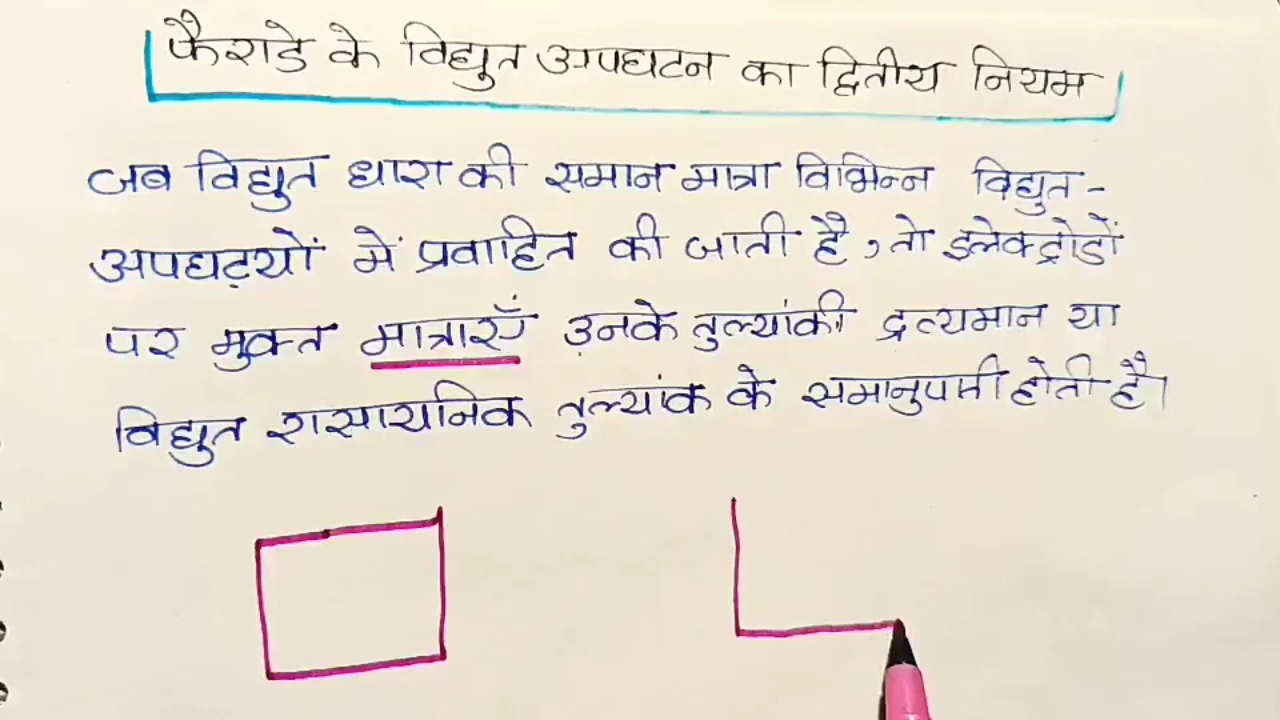 फैराडे के विद्युत अपघटन का द्वितीय नियम
जब विद्युत धारा की समान मात्रा विभिन्न विद्युत-
अपघट्यों में प्रवाहित की जाती है, तो इलेक्ट्रोडों
पर मुक्त मात्राएँ उनके तुल्यांकी द्रव्यमान या
विद्युत रासायनिक तुल्यांक के समानुपाती होती है।